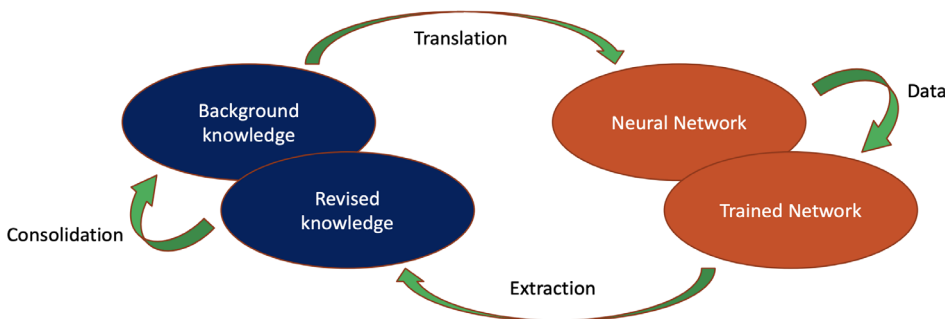 Translation
Background
knowledge
Neural Network
Data
Revised
knowledge
Trained Network
Consolidation
Extraction